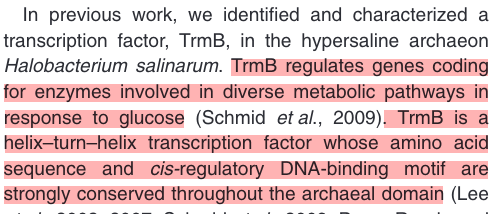 In previous work, we identified and characterized a
transcription factor, TrmB, in the hypersaline archaeon
Halobacterium salinarum. TrmB regulates genes coding
for enzymes involved in diverse metabolic pathways in
response to glucose (Schmid et al., 2009). TrmB is a
helix–turn–helix transcription factor whose amino acid
sequence and cis-regulatory DNA-binding motif are
strongly conserved throughout the archaeal domain (Lee